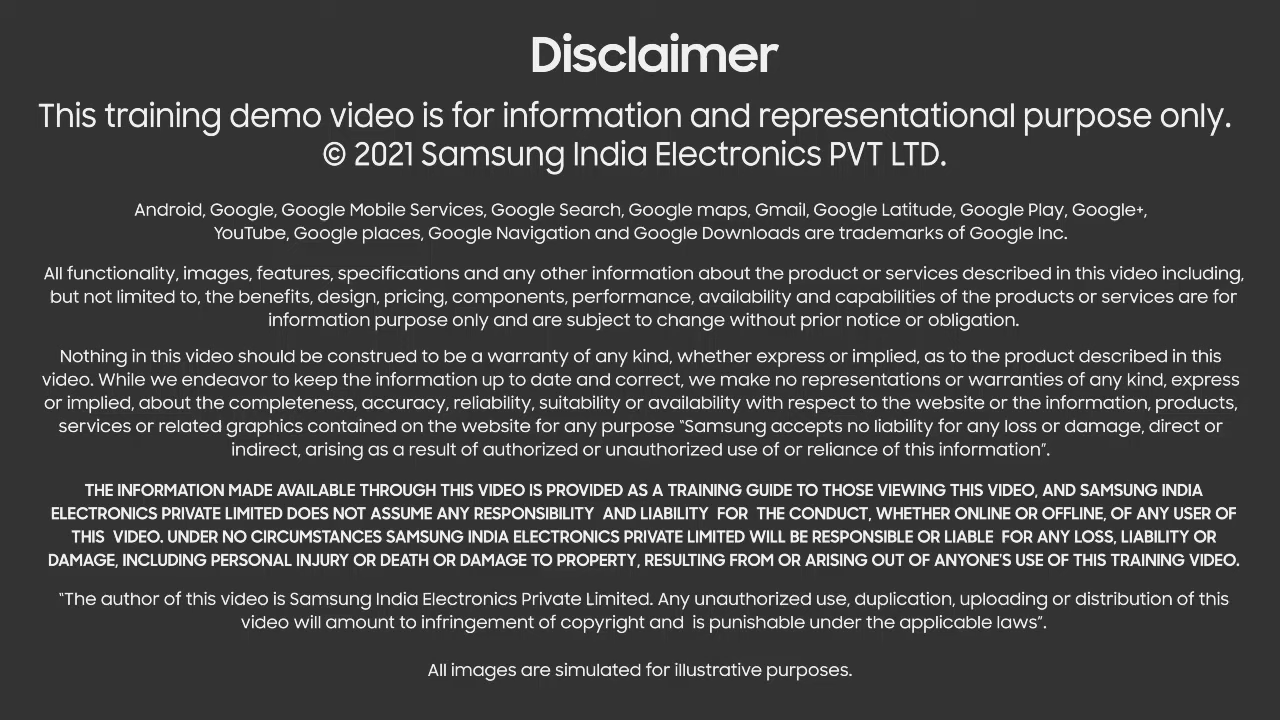 Disclaimer
This training demo video is for information and representational purpose only.
© 2021 Samsung India Electronics PVT LTD.
Android, Google, Google Mobile Services, Google Search, Google maps, Gmail, Google Latitude, Google Play, Google+,
YouTube, Google places, Google Navigation and Google Downloads are trademarks of Google Inc.
All functionality, images, features, specifications and any other information about the product or services described in this video including,
but not limited to, the benefits, design, pricing, components, performance, availability and capabilities of the products or services are for
information purpose only and are subject to change without prior notice or obligation.
Nothing in this video should be construed to be a warranty of any kind, whether express or implied, as to the product described in this
video. While we endeavor to keep the information up to date and correct, we make no representations or warranties of any kind, express
or implied, about the completeness, accuracy, reliability, suitability or availability with respect to the website or the information, products,
services or related graphics contained on the website for any purpose “Samsung accepts no liability for any loss or damage, direct or
indirect, arising as a result of authorized or unauthorized use of or reliance of this information”.
THE INFORMATION MADE AVAILABLE THROUGH THIS VIDEO IS PROVIDED AS A TRAINING GUIDE TO THOSE VIEWING THIS VIDEO, AND SAMSUNG INDIA
ELECTRONICS PRIVATE LIMITED DOES NOT ASSUME ANY RESPONSIBILITY AND LIABILITY FOR THE CONDUCT, WHETHER ONLINE OR OFFLINE, OF ANY USER OF
THIS VIDEO. UNDER NO CIRCUMSTANCES SAMSUNG INDIA ELECTRONICS PRIVATE LIMITED WILL BE RESPONSIBLE OR LIABLE FOR ANY LOSS, LIABILITY OR
DAMAGE, INCLUDING PERSONAL INJURY OR DEATH OR DAMAGE TO PROPERTY, RESULTING FROM OR ARISING OUT OF ANYONE'S USE OF THIS TRAINING VIDEO.
“The author of this video is Samsung India Electronics Private Limited. Any unauthorized use, duplication, uploading or distribution of this
video will amount to infringement of copyright and is punishable under the applicable laws”.
All images are simulated for illustrative purposes.